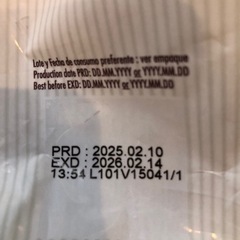 Lote y Fecha de consumo preferente : ver empaque
Production date PRD: DD.MM.YYYY or YYYY.MM.DD
Best before EXD: DD.MM.YYYY or YYYY.MM.DD
PRD : 2025.02.10
EXD : 2026.02.14
13:54 L101V15041/1